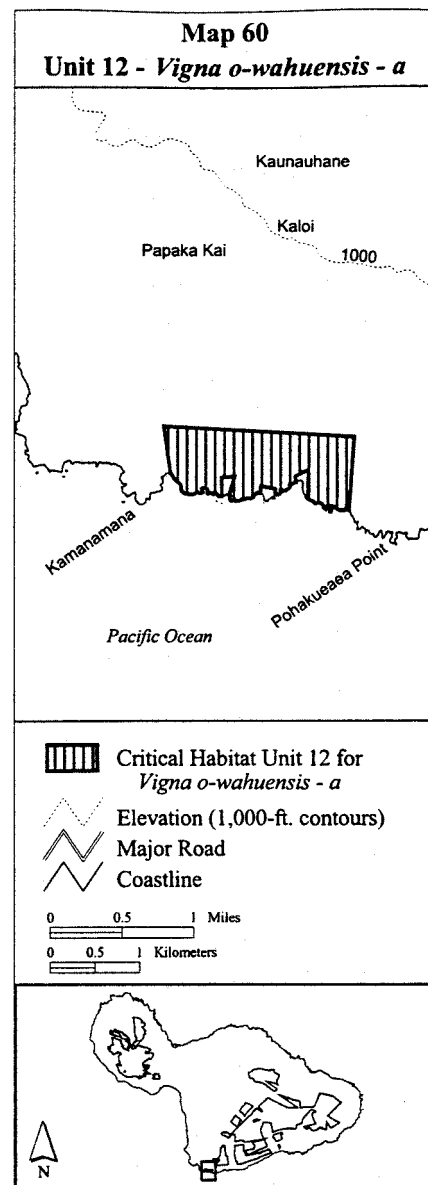 Map 60
Unit 12 - Vigna o-wahuensis - a
Kaunauhane
Kaloi
Papaka Kai
1000
Kamanamana
Pohakueaea Point
Pacific Ocean
Critical Habitat Unit 12 for
Vigna o-wahuensis - a
Elevation (1,000-ft. contours)
Major Road
Coastline
0 0.5 1 Miles
0 0.5 1 Kilometers
N